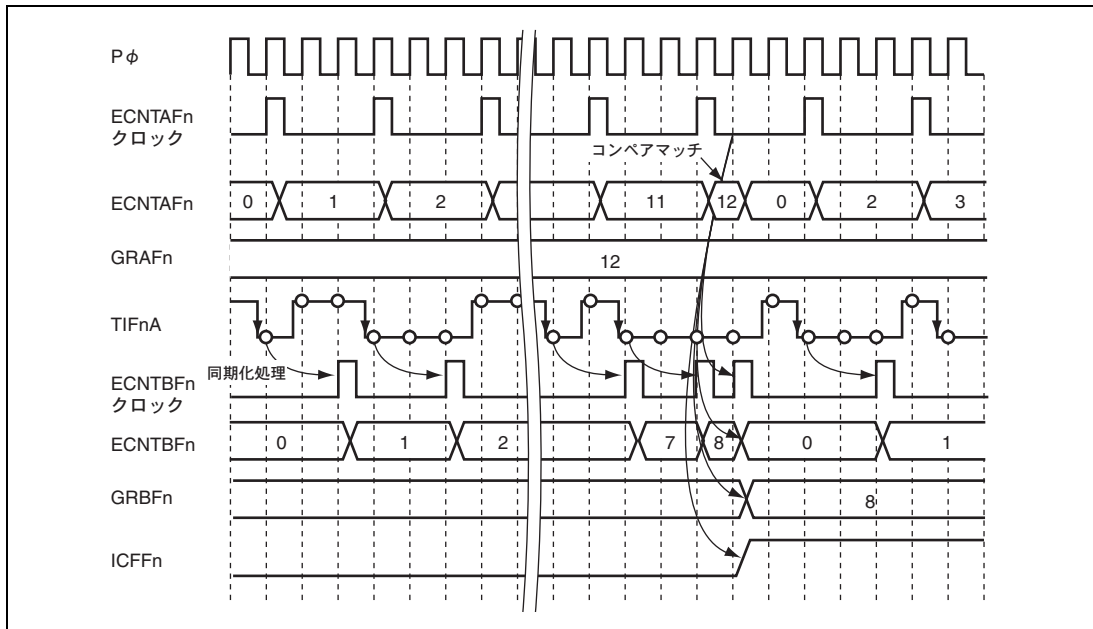 Pφ
ECNTAFn
クロック
コンペアマッチ
ECNTAFn 0 1 2 11 12 0 2 3
GRAFn 12
TIFnA
同期化処理
ECNTBFn
クロック
ECNTBFn 0 1 2 7 8 0 1
GRBFn 8
ICFFn